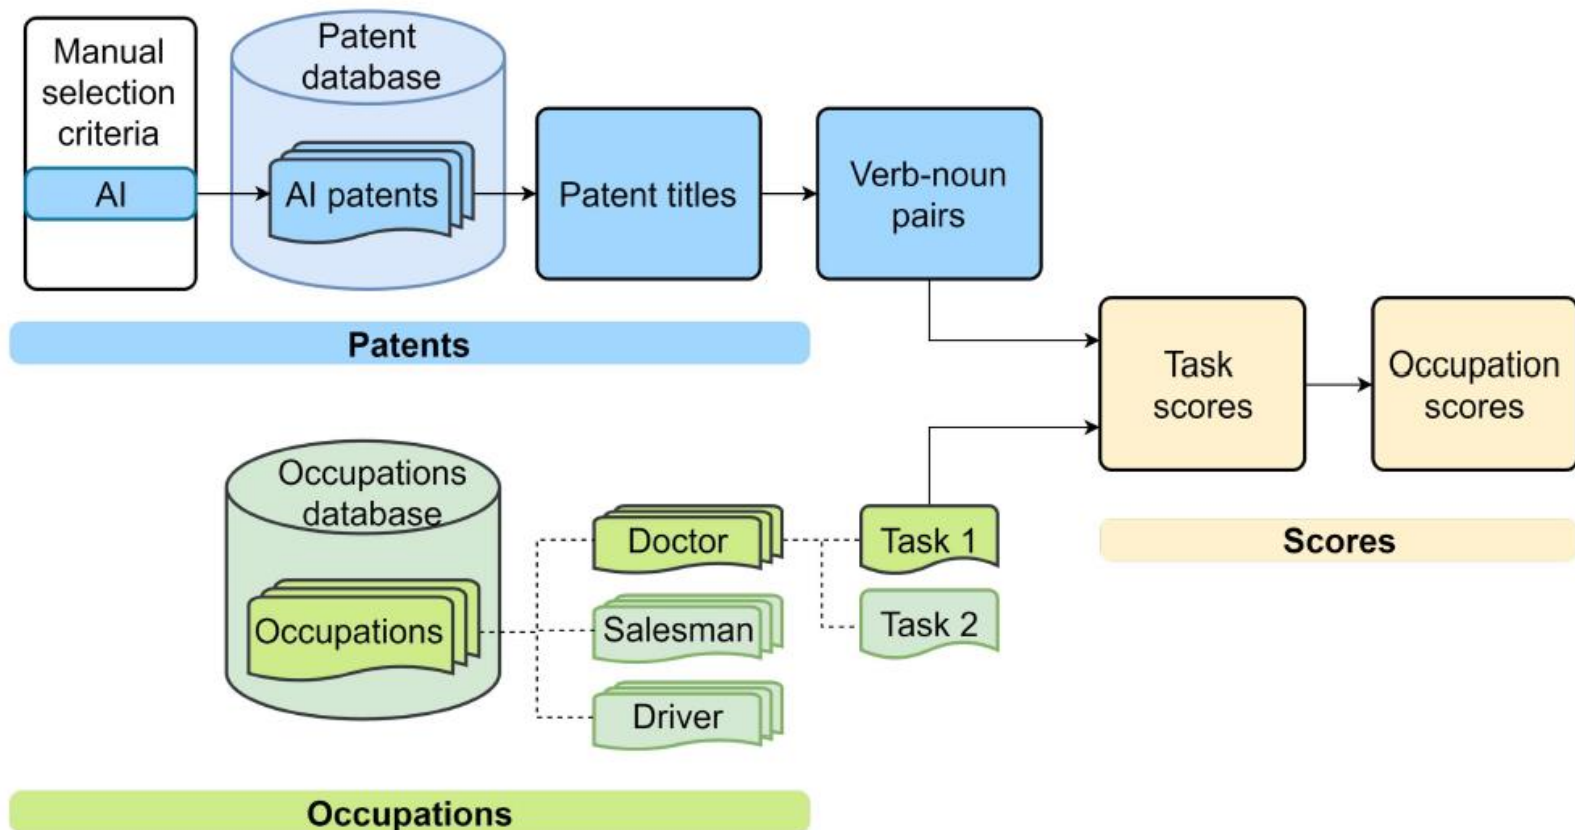 Manual
selection
criteria
AI
Patent
database
AI patents
Patent titles
Verb-noun
pairs
Patents
Task
scores
Occupation
scores
Scores
Occupations
database
Occupations
Doctor
Salesman
Driver
Task 1
Task 2
Occupations